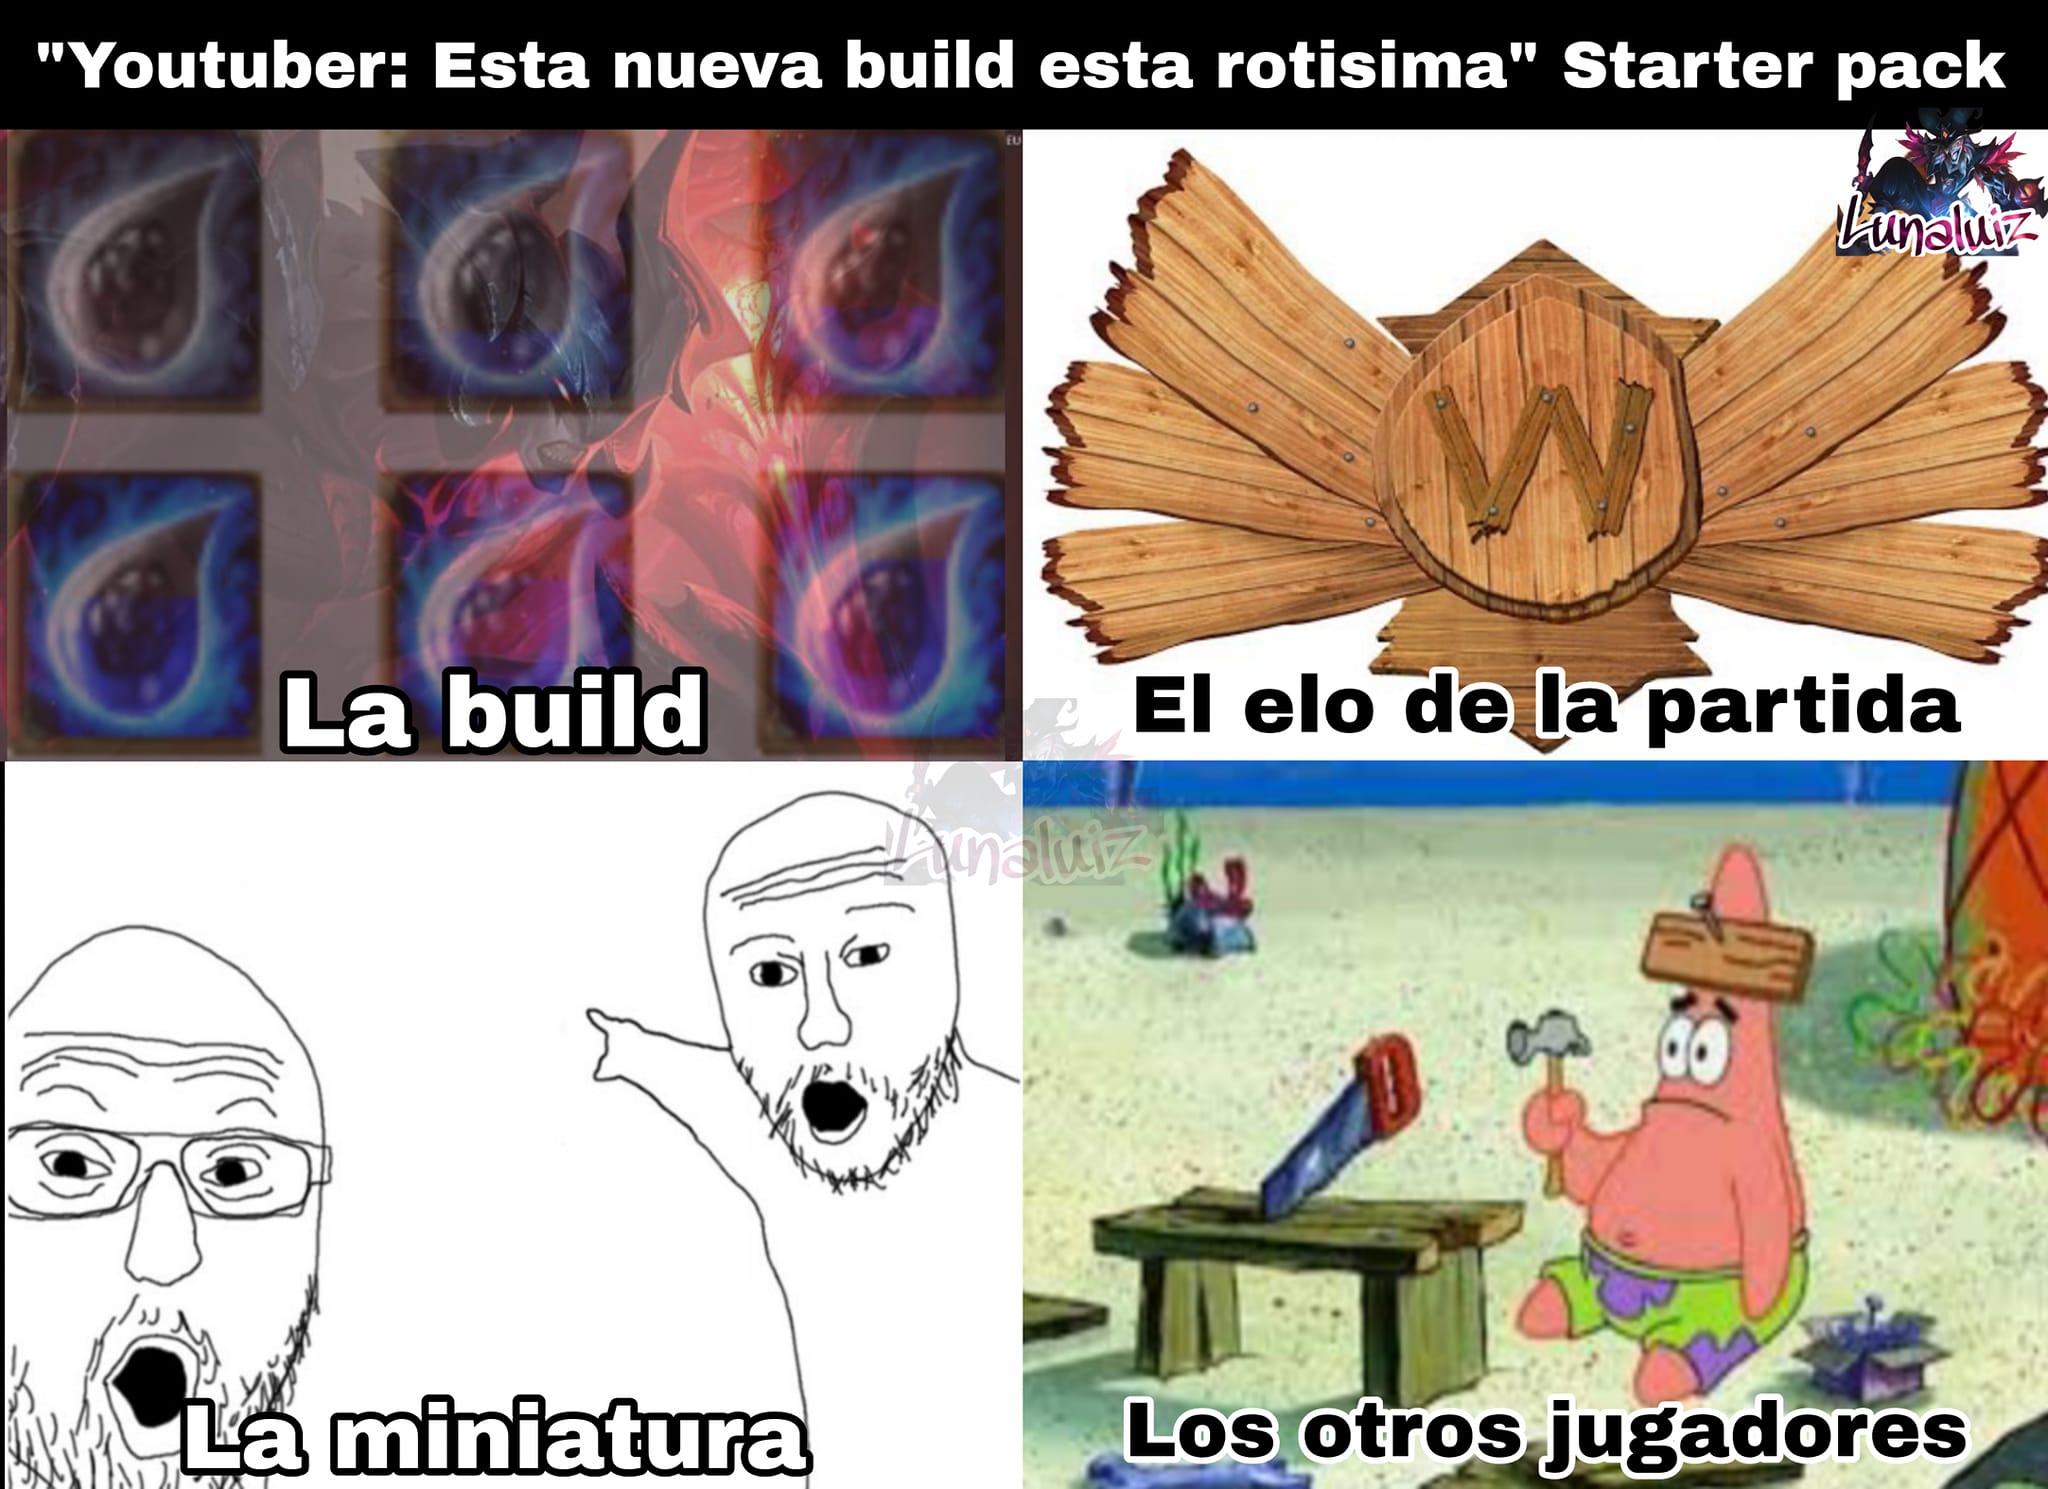 "Youtuber: Esta nueva build esta rotisima" Starter pack
EU
Lunaluiz
W
La build
El elo de la partida
Lunaluiz
La miniatura
Los otros jugadores